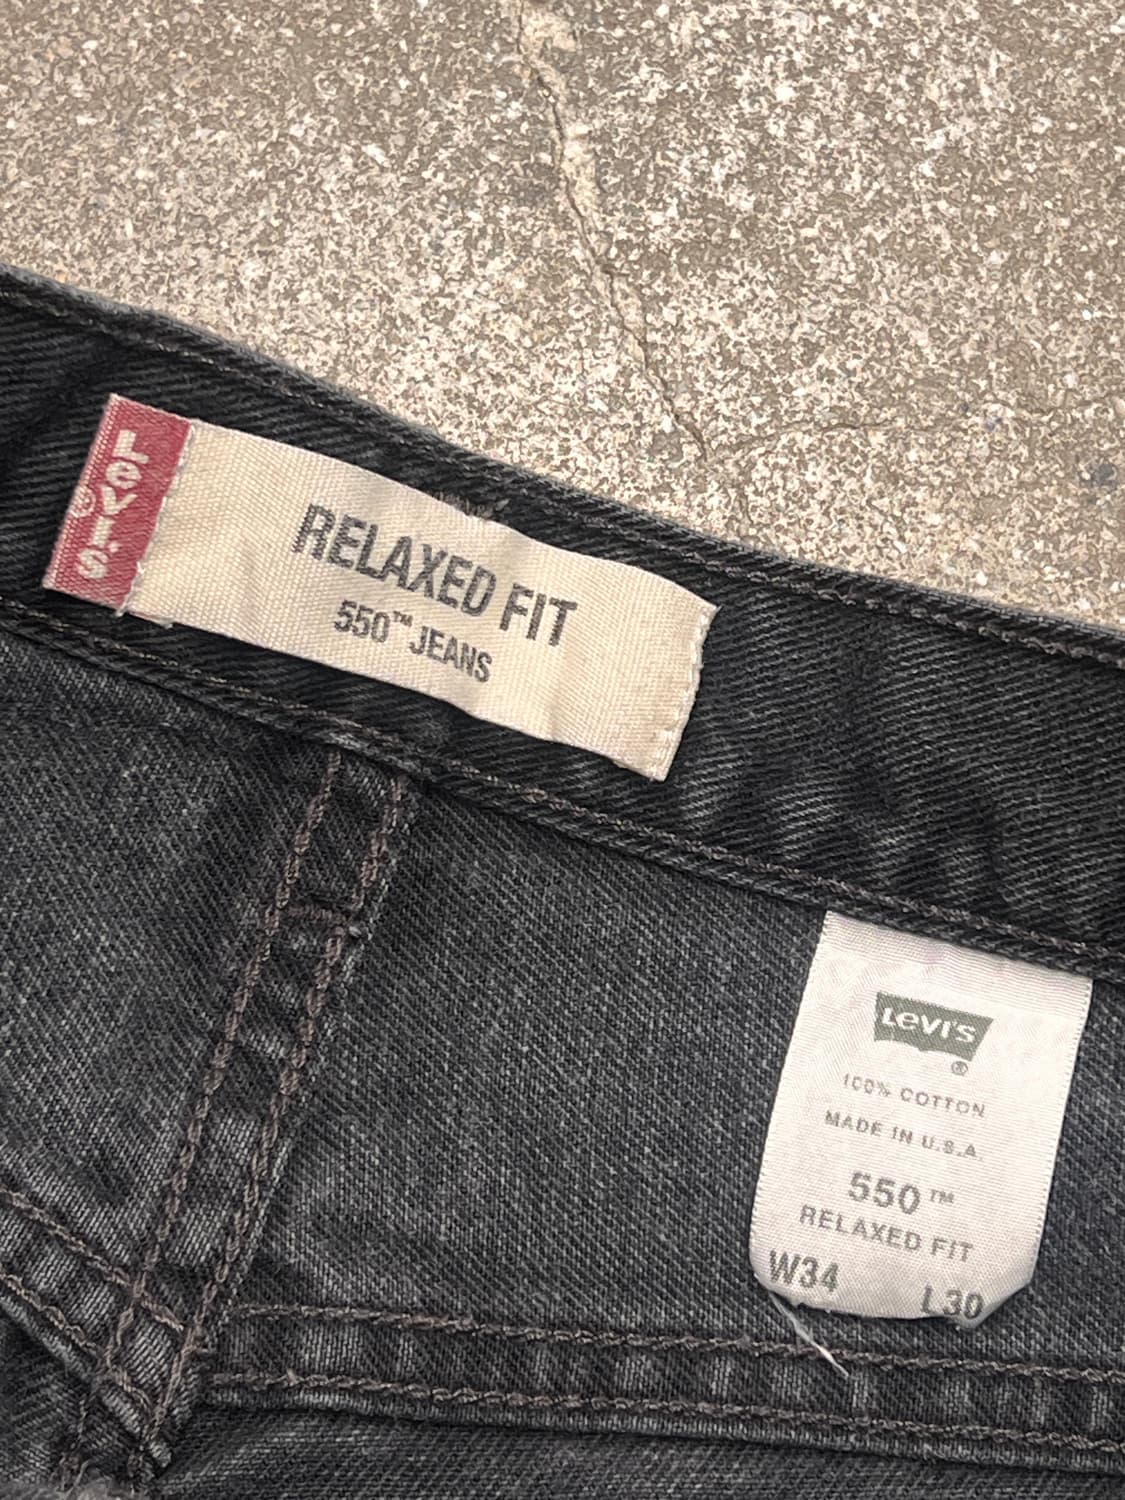 Levi's
®
RELAXED FIT
550™ JEANS
LEVI'S
®
100% COTTON
MADE IN U.S.A.
550™
RELAXED FIT
W34 L30